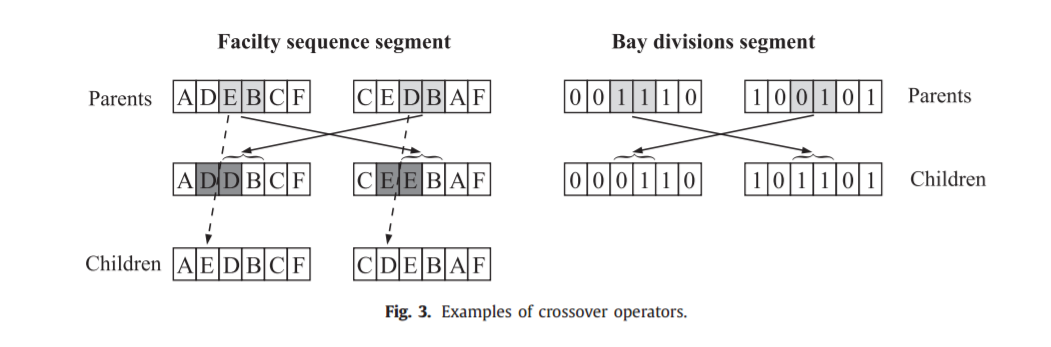 Facilty sequence segment Bay divisions segment
Parents A D E B C F C E D B A F 0 0 1 1 1 0 1 0 0 1 0 1 Parents
A D D B C F C E E B A F 0 0 0 1 1 0 1 0 1 1 0 1 Children
Children A E D B C F C D E B A F
Fig. 3. Examples of crossover operators.